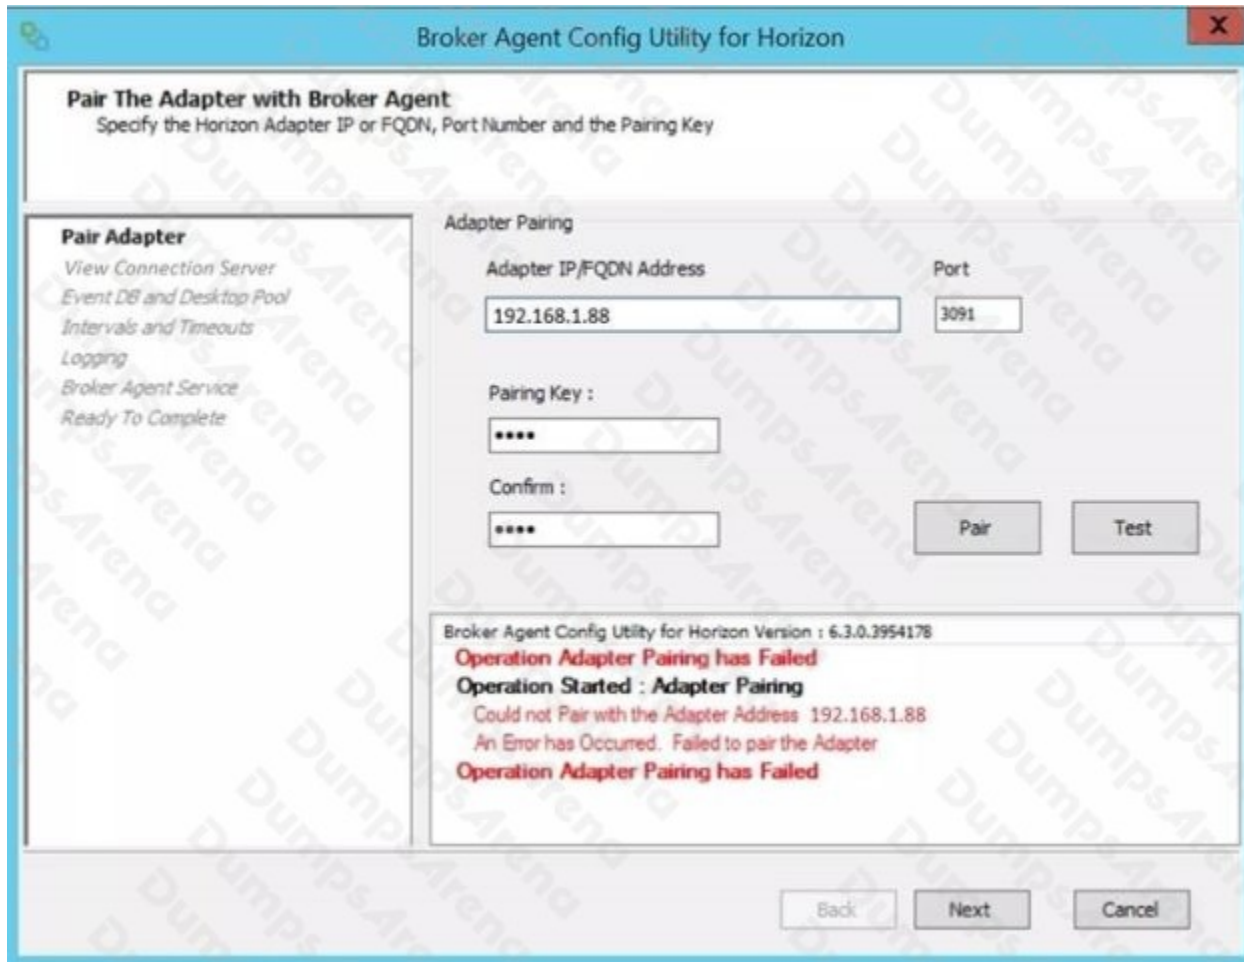 Broker Agent Config Utility for Horizon
X
Pair The Adapter with Broker Agent
Specify the Horizon Adapter IP or FQDN, Port Number and the Pairing Key
Pair Adapter
View Connection Server
Event DB and Desktop Pool
Intervals and Timeouts
Logging
Broker Agent Service
Ready To Complete
Adapter Pairing
Adapter IP/FQDN Address Port
192.168.1.88 3091
Pairing Key :
••••
Confirm :
••••
Pair Test
Broker Agent Config Utility for Horizon Version : 6.3.0.3954178
Operation Adapter Pairing has Failed
Operation Started : Adapter Pairing
Could not Pair with the Adapter Address 192.168.1.88
An Error has Occurred. Failed to pair the Adapter
Operation Adapter Pairing has Failed
Back Next Cancel
DumpsArena